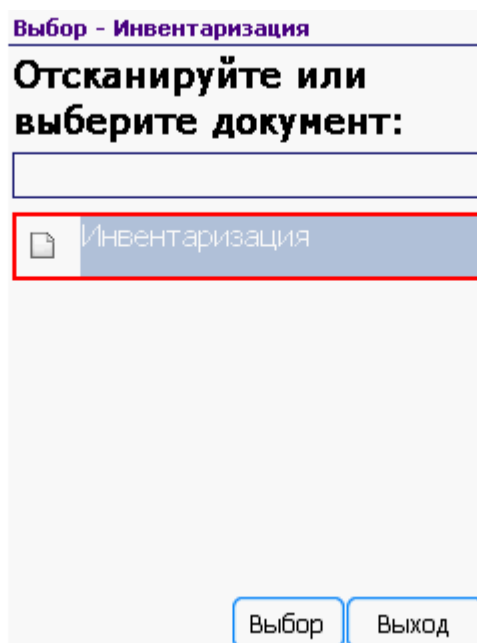 Выбор - Инвентаризация
Отсканируйте или
выберите документ:
Инвентаризация
Выбор
Выход